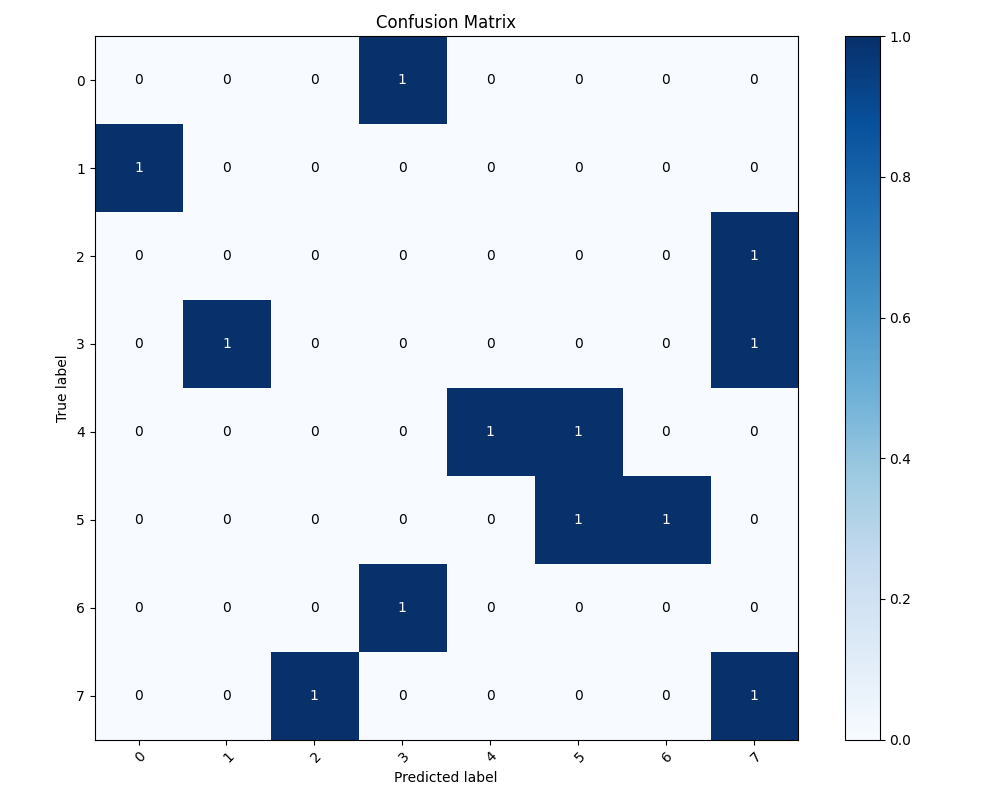 Confusion Matrix
1.0
0 0 0 0 1 0 0 0 0
1 1 0 0 0 0 0 0 0
0.8
2 0 0 0 0 0 0 0 1
0.6
3 0 1 0 0 0 0 0 1
True label
4 0 0 0 0 1 1 0 0
0.4
5 0 0 0 0 0 1 1 0
0.2
6 0 0 0 1 0 0 0 0
7 0 0 1 0 0 0 0 1
0.0
0 1 2 3 4 5 6 7
Predicted label